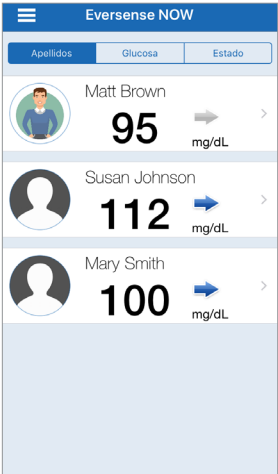 Eversense NOW
Apellidos Glucosa Estado
Matt Brown
95 mg/dL
Susan Johnson
112 mg/dL
Mary Smith
100 mg/dL